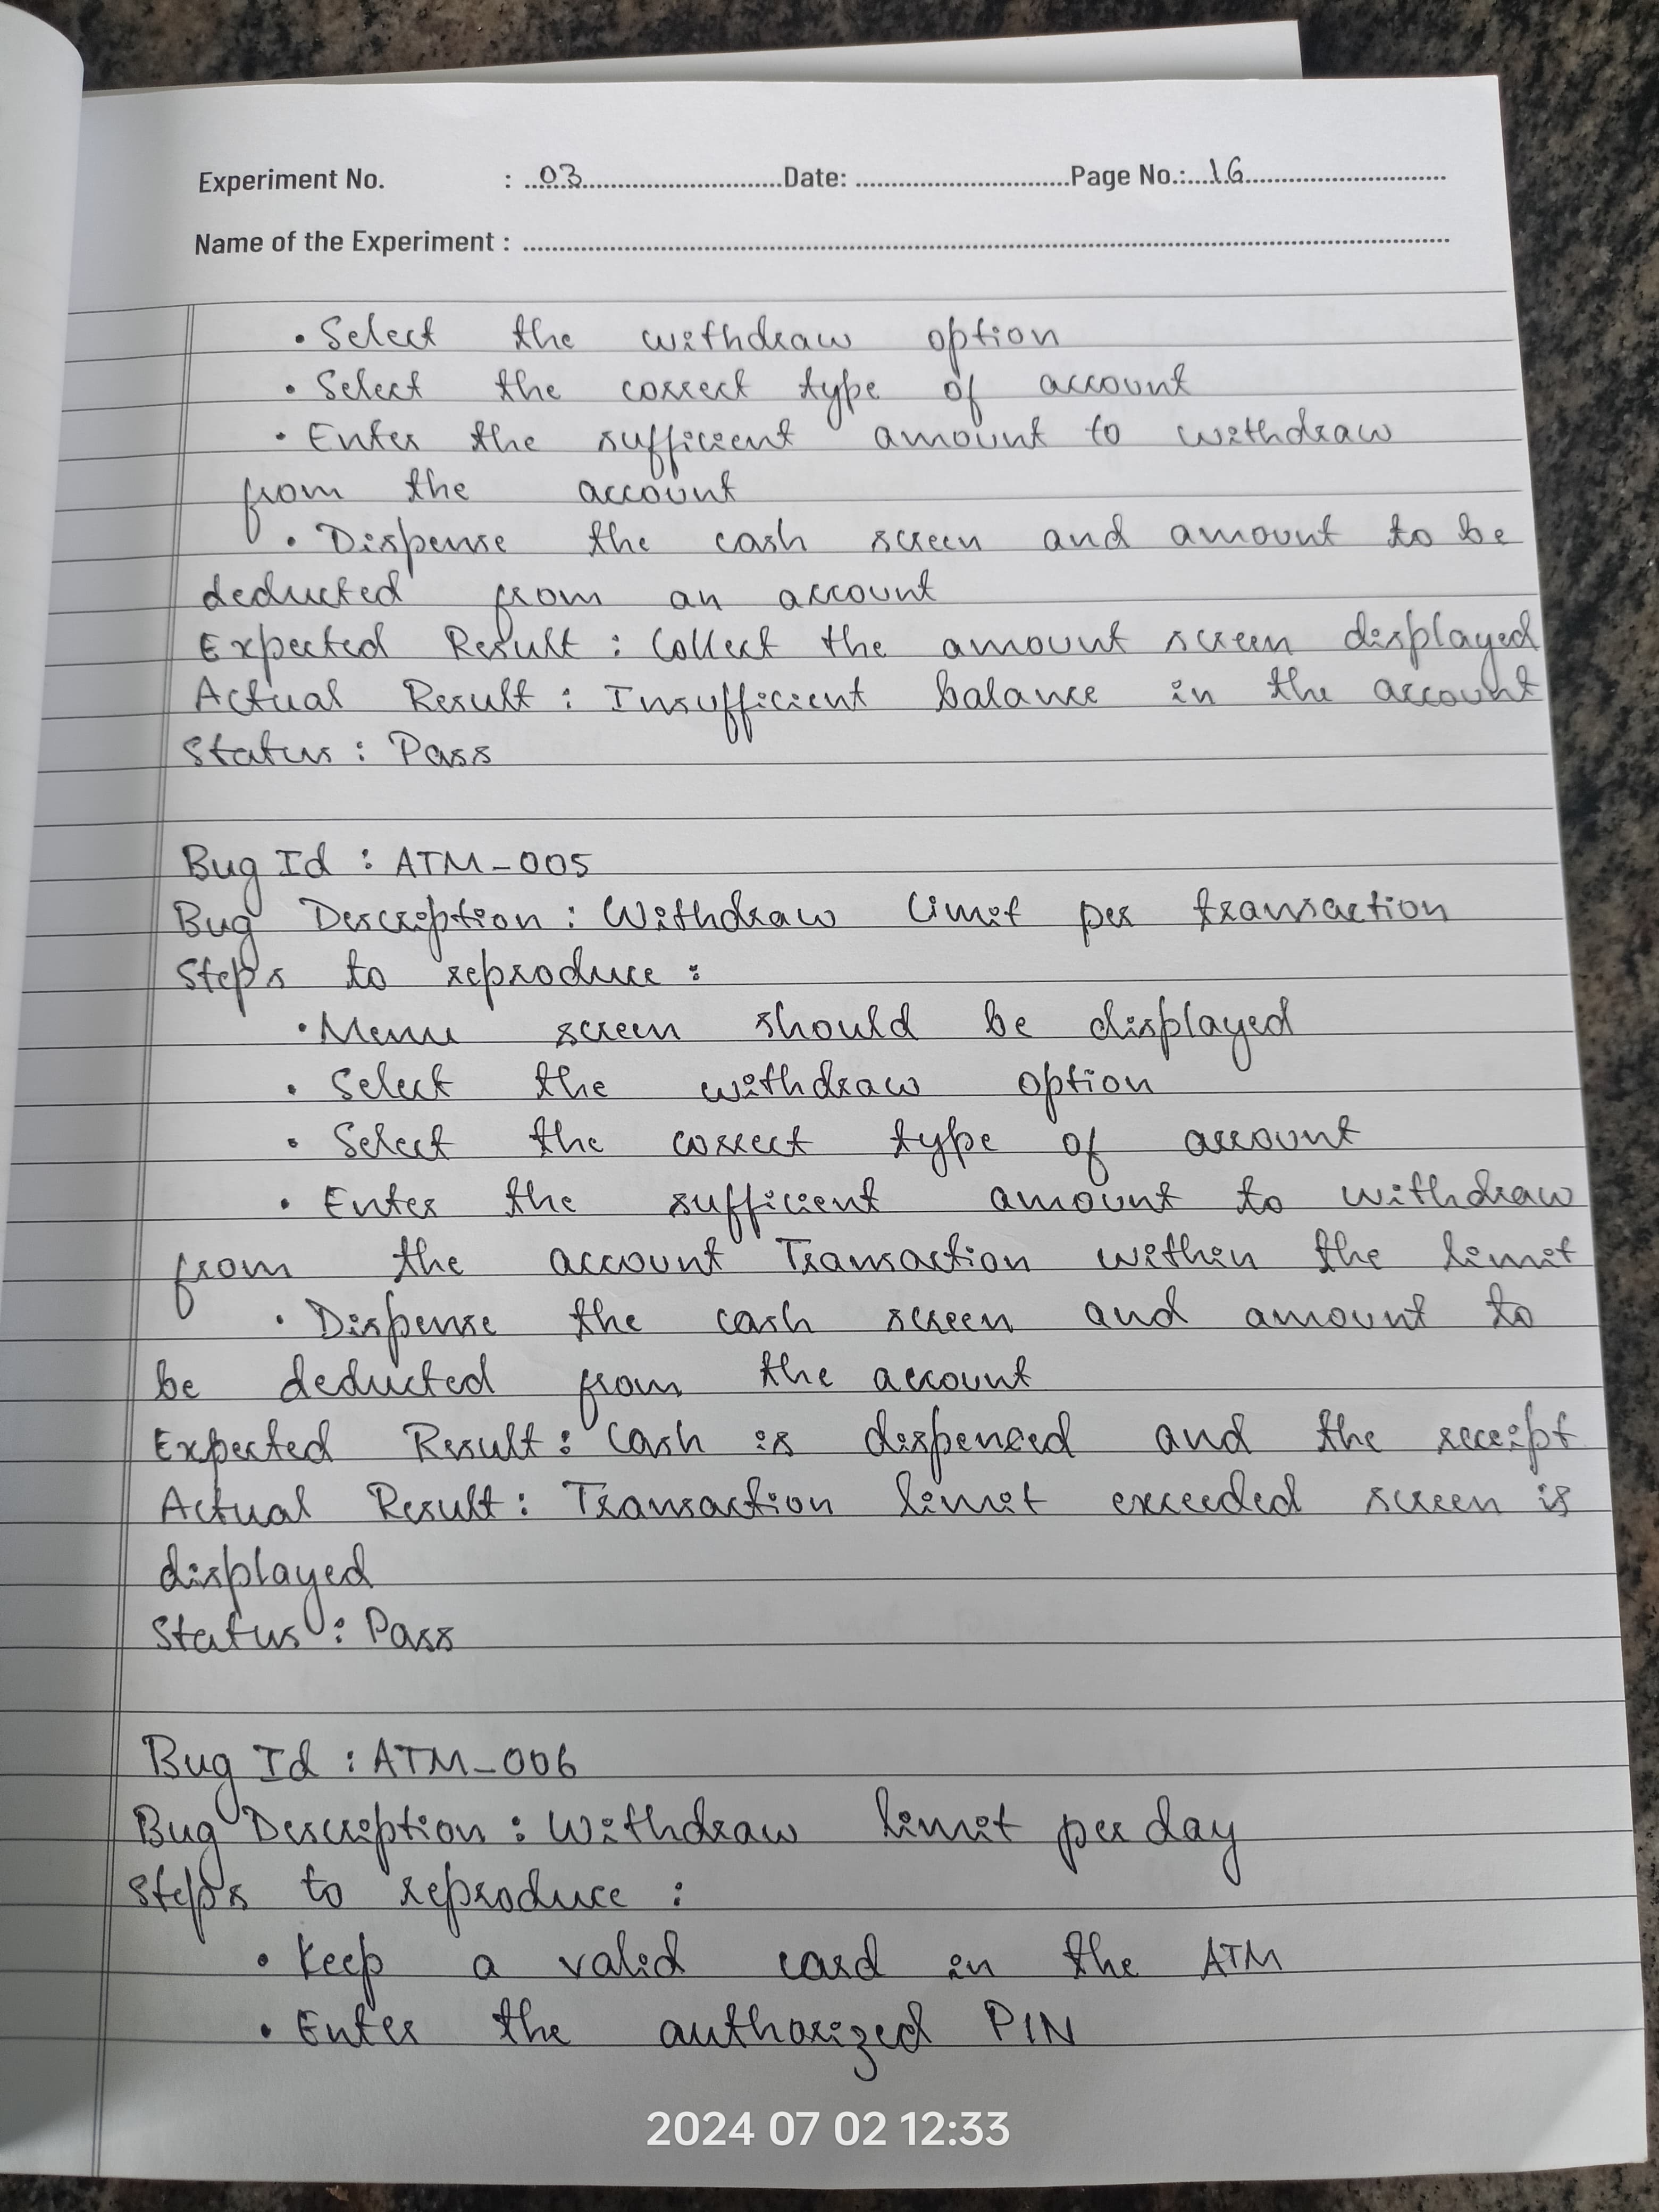 Experiment No. : 03 Date: Page No.: 16
Name of the Experiment :
• Select the withdraw option
• Select the correct type of account
• Enter the sufficient amount to withdraw
from the account
• Dispense the cash screen and amount to be
deducted from an account
Expected Result : Collect the amount screen displayed
Actual Result : Insufficient balance in the account
Status : Pass
Bug Id : ATM_005
Bug Description : Withdraw limit per transaction
Steps to reproduce :
• Menu screen should be displayed
• Select the withdraw option
• Select the correct type of account
• Enter the sufficient amount to withdraw
from the account Transaction within the limit
• Dispense the cash screen and amount to
be deducted from the account
Expected Result : Cash is dispenced and the receipt
Actual Result : Transaction limit exceeded screen is
displayed
Status : Pass
Bug Id : ATM_006
Bug Description : Withdraw limit per day
Steps to reproduce :
• Keep a valid card in the ATM
• Enter the authorized PIN
2024 07 02 12:33